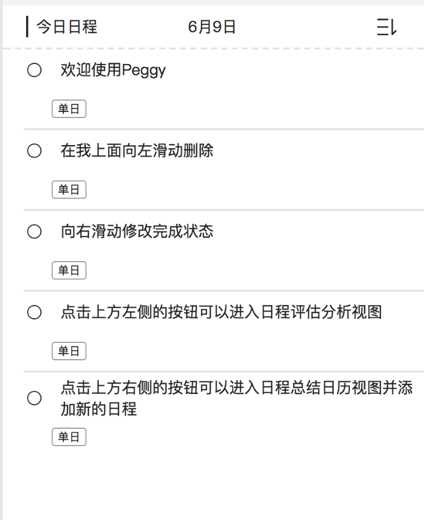 今日日程 6月9日
欢迎使用Peggy
单日
在我上面向左滑动删除
单日
向右滑动修改完成状态
单日
点击上方左侧的按钮可以进入日程评估分析视图
单日
点击上方右侧的按钮可以进入日程总结日历视图并添
加新的日程
单日